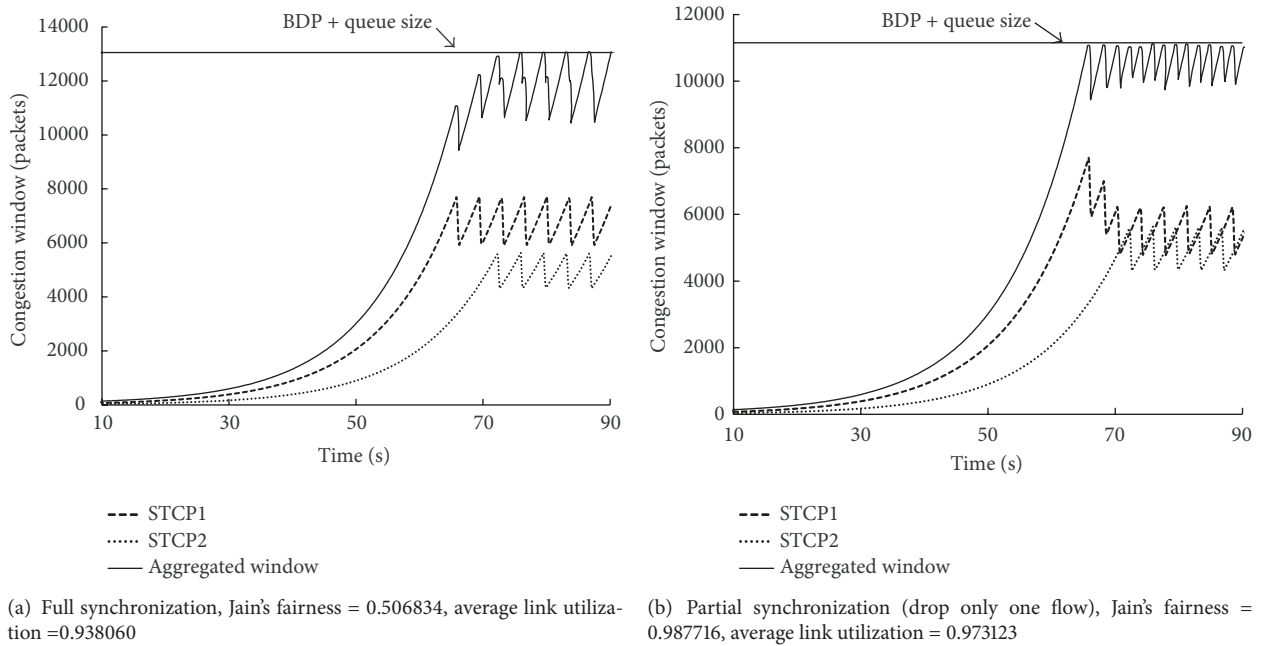 BDP + queue size
14000
12000
10000
8000
6000
4000
2000
0
Congestion window (packets)
10
30
50
70
90
Time (s)
STCP1
STCP2
Aggregated window
(a) Full synchronization, Jain's fairness = 0.506834, average link utiliza-
tion =0.938060
BDP + queue size
12000
10000
8000
6000
4000
2000
0
Congestion window (packets)
10
30
50
70
90
Time (s)
STCP1
STCP2
Aggregated window
(b) Partial synchronization (drop only one flow), Jain's fairness =
0.987716, average link utilization = 0.973123